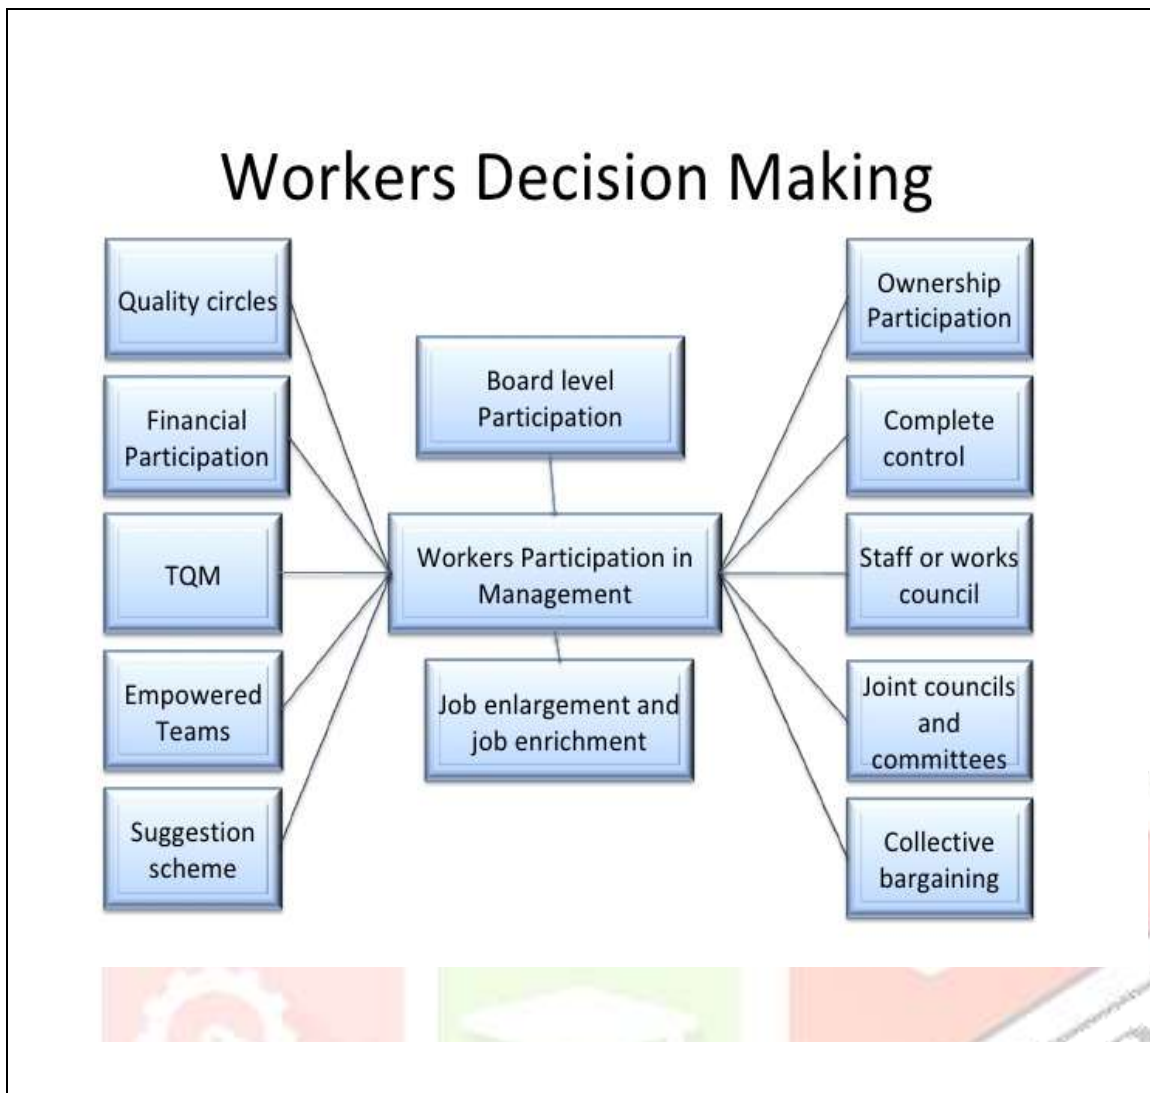 Workers Decision Making
Quality circles
Financial
Participation
TQM
Empowered
Teams
Suggestion
scheme
Board level
Participation
Workers Participation in
Management
Job enlargement and
job enrichment
Ownership
Participation
Complete
control
Staff or works
council
Joint councils
and
committees
Collective
bargaining